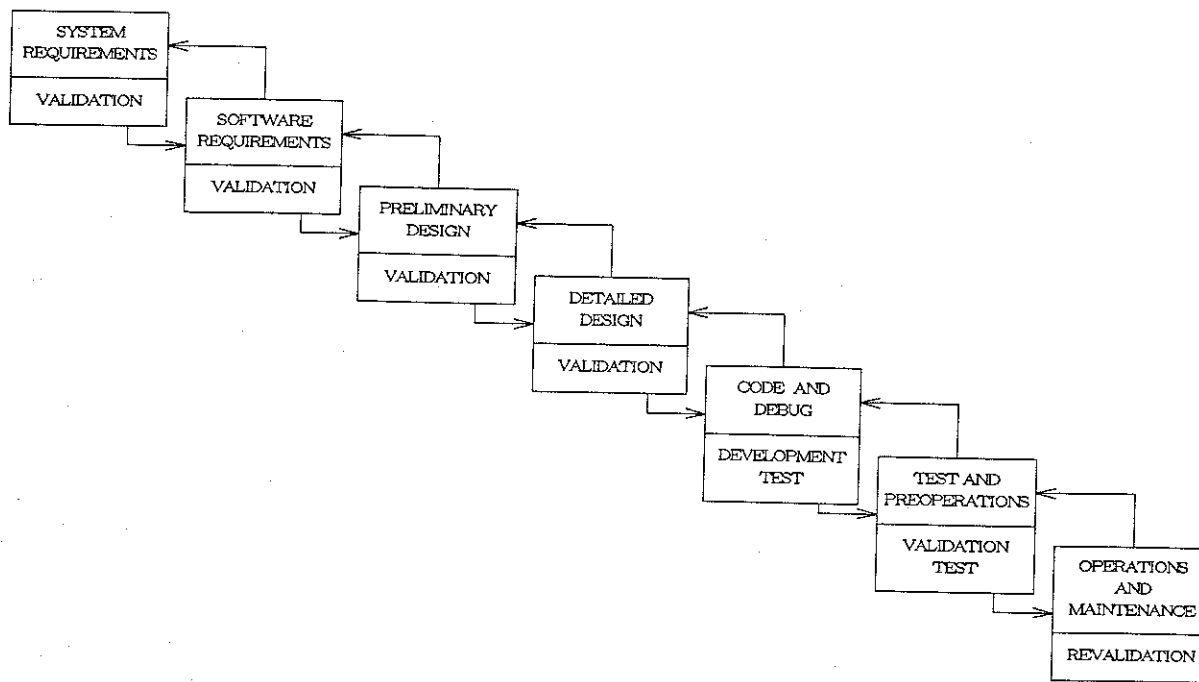 SYSTEM
REQUIREMENTS
VALIDATION
SOFTWARE
REQUIREMENTS
VALIDATION
PRELIMINARY
DESIGN
VALIDATION
DETAILED
DESIGN
VALIDATION
CODE AND
DEBUG
DEVELOPMENT
TEST
TEST AND
PREOPERATIONS
VALIDATION
TEST
OPERATIONS
AND
MAINTENANCE
REVALIDATION